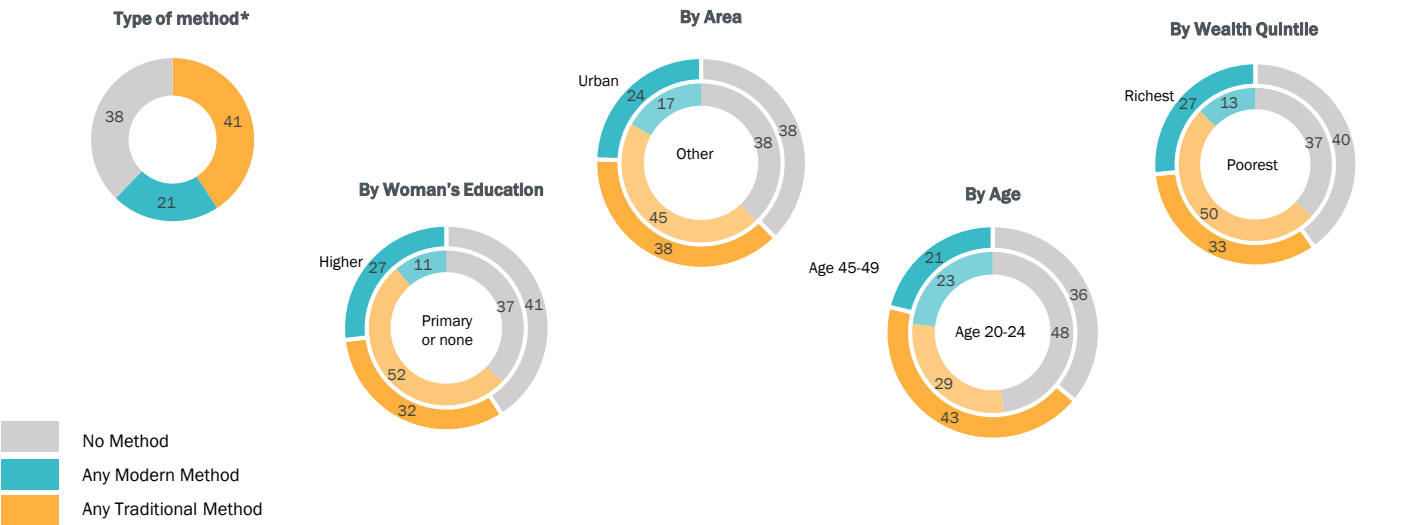 Type of method*
38
41
21
By Woman's Education
Higher
27
11
37
41
Primary
or none
52
32
By Area
Urban
24
17
38
38
Other
45
38
By Age
Age 45-49
21
23
36
48
Age 20-24
29
43
By Wealth Quintile
Richest
27
13
37
40
Poorest
50
33
No Method
Any Modern Method
Any Traditional Method